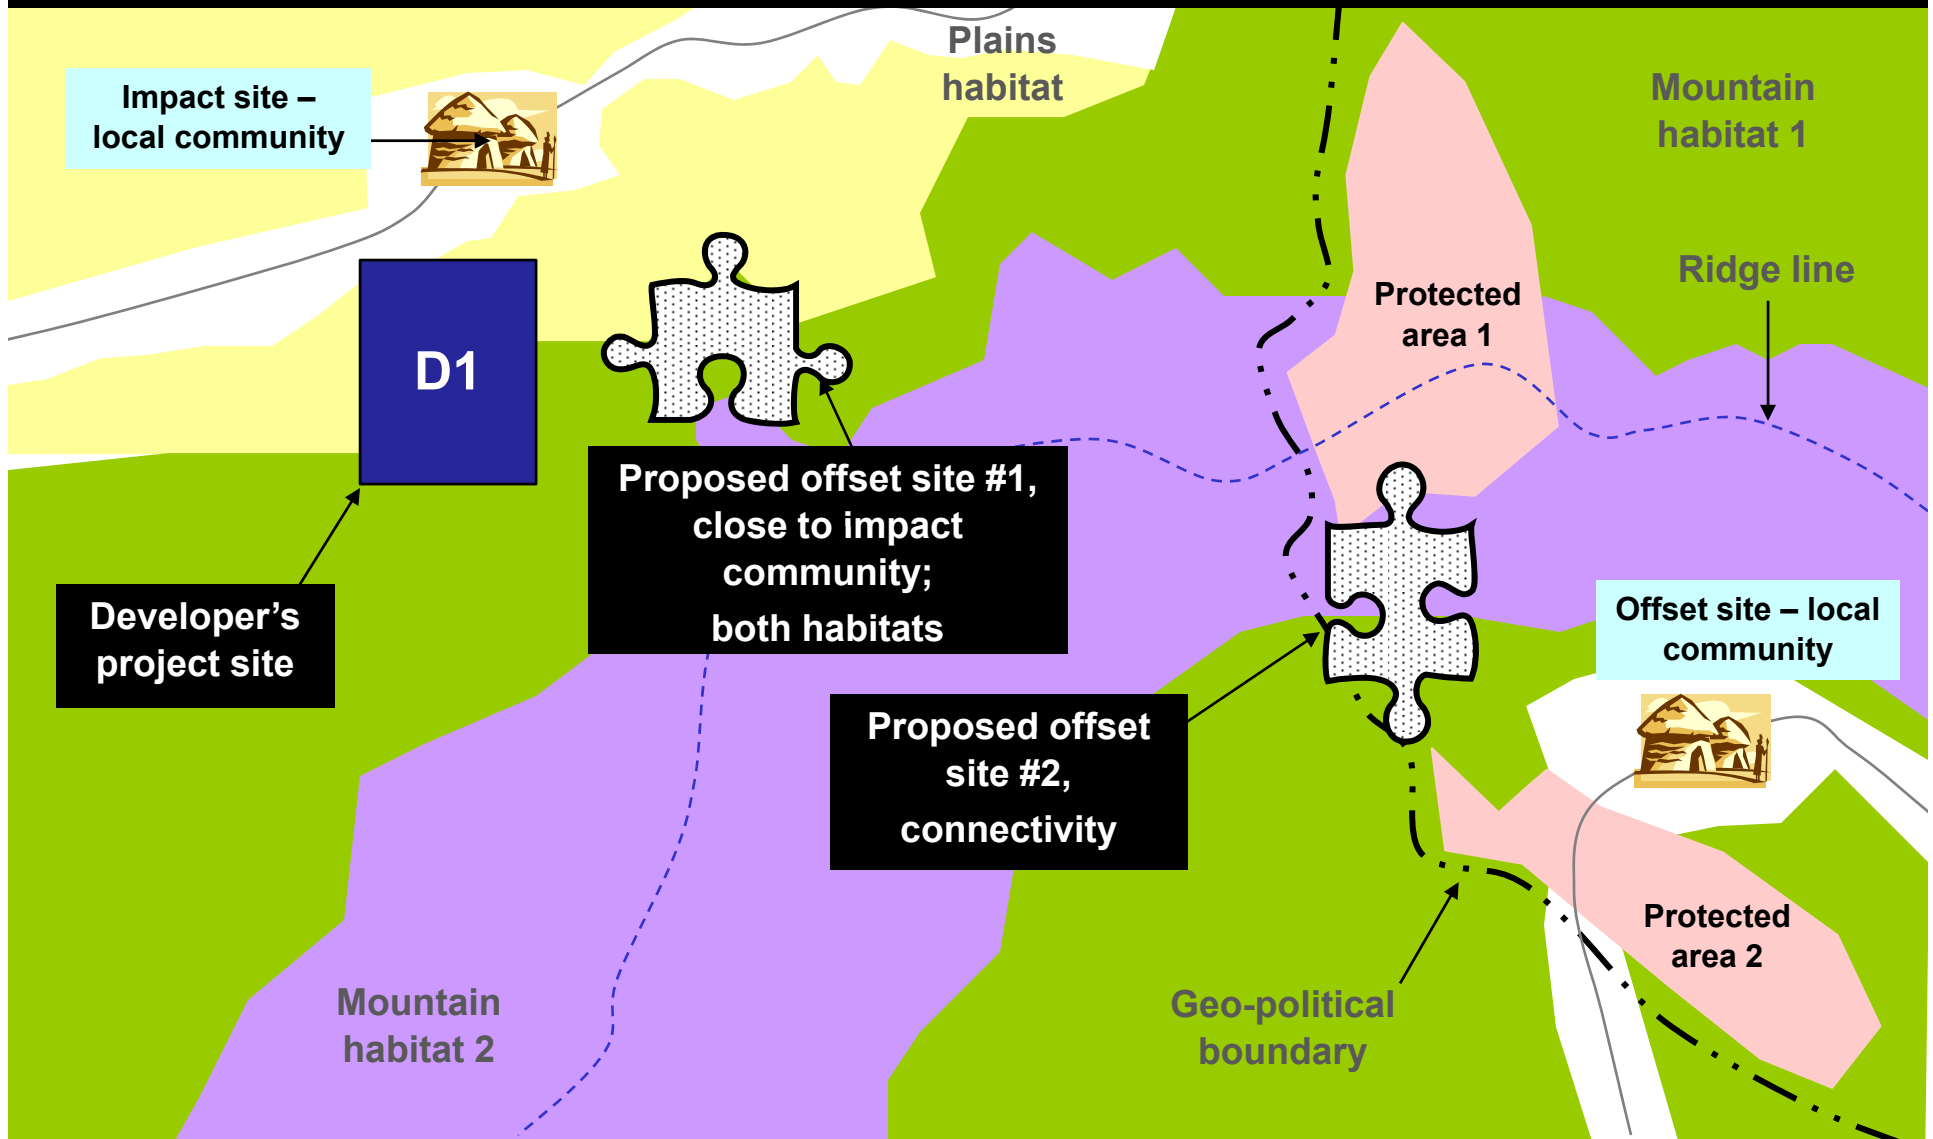 Plains
habitat
Impact site –
local community
Mountain
habitat 1
Ridge line
Protected
area 1
D1
Proposed offset site #1,
close to impact
community;
both habitats
Developer’s
project site
Offset site – local
community
Proposed offset
site #2,
connectivity
Protected
area 2
Mountain
habitat 2
Geo-political
boundary